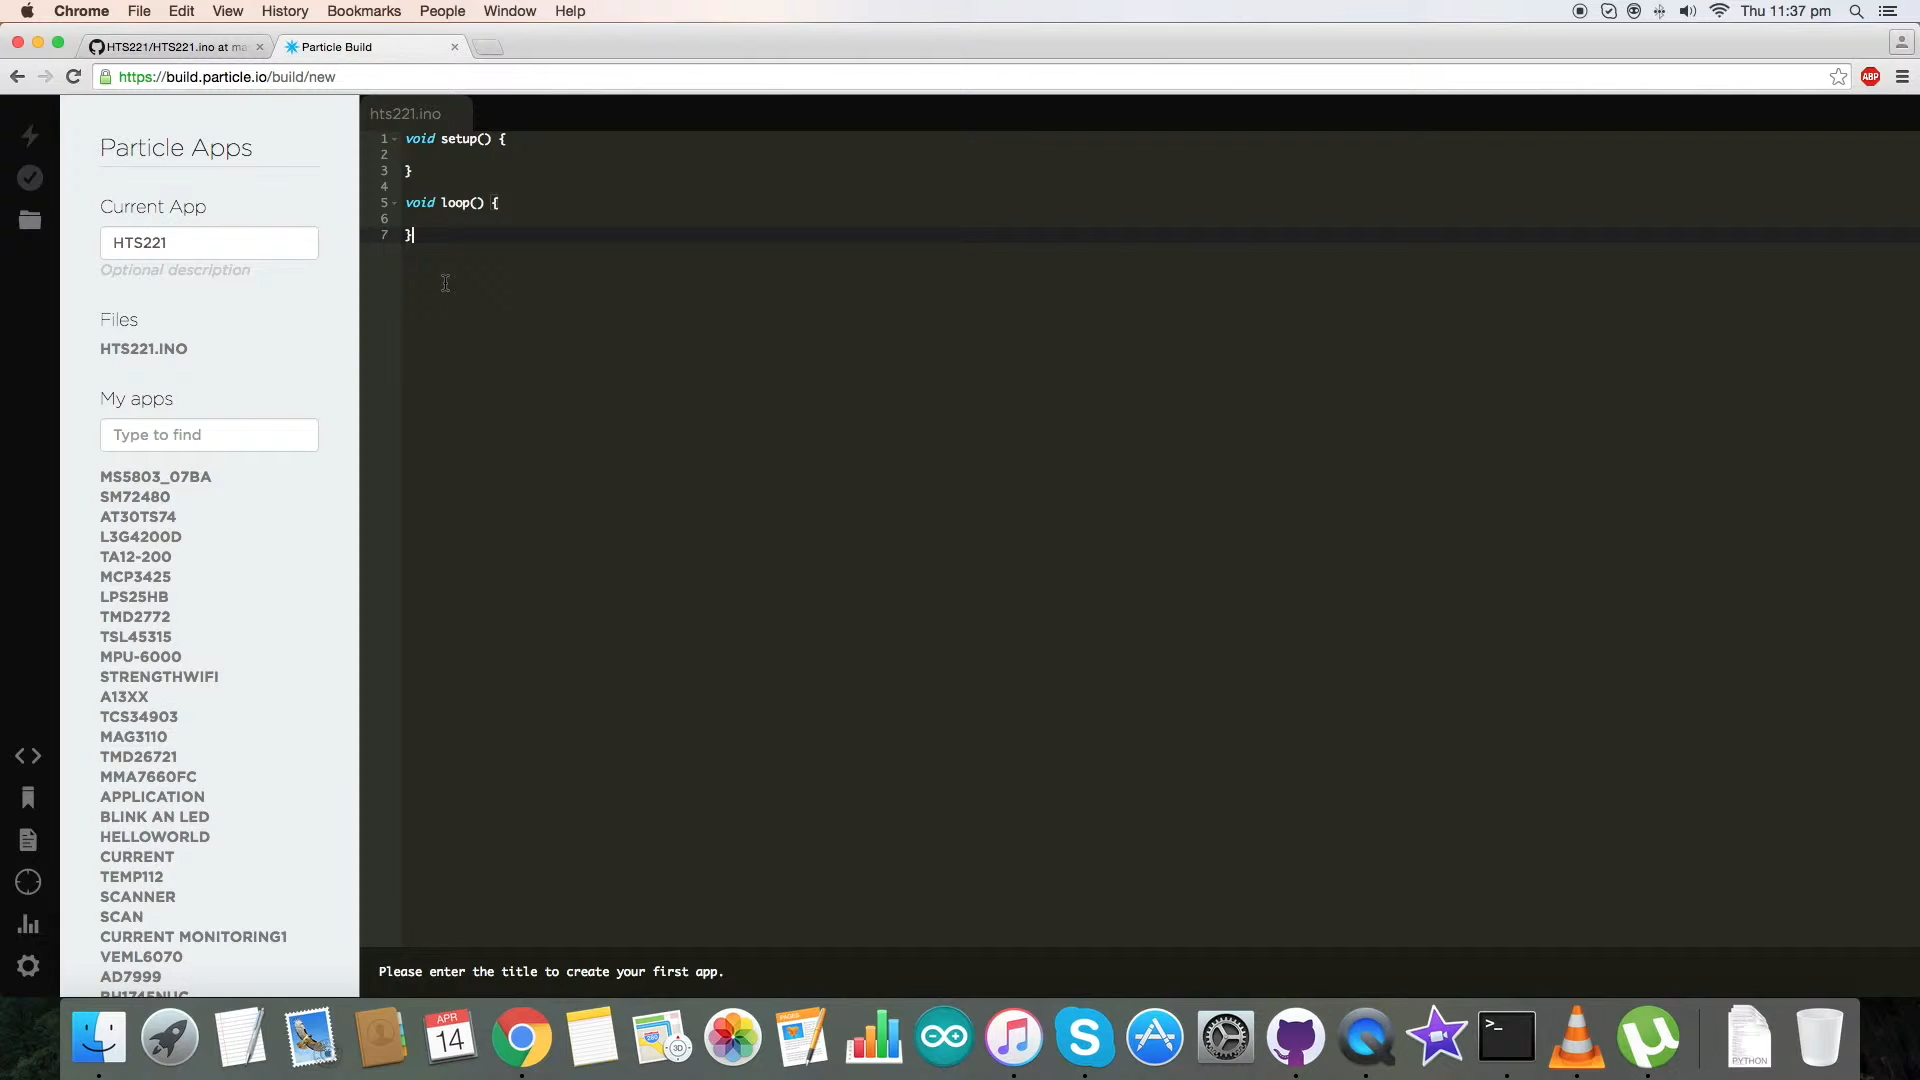 Chrome File Edit View History Bookmarks People Window Help Thu 11:37 pm
HTS221/HTS221.ino at ma Particle Build
https://build.particle.io/build/new ABP
Particle Apps
Current App
HTS221
Optional description
Files
HTS221.INO
My apps
Type to find
MS5803_07BA
SM72480
AT30TS74
L3G4200D
TA12-200
MCP3425
LPS25HB
TMD2772
TSL45315
MPU-6000
STRENGTHWIFI
A13XX
TCS34903
MAG3110
TMD26721
MMA7660FC
APPLICATION
BLINK AN LED
HELLOWORLD
CURRENT
TEMP112
SCANNER
SCAN
CURRENT MONITORING1
VEML6070
AD7999
hts221.ino
1 void setup() {
2
3 }
4
5 void loop() {
6
7 }
Please enter the title to create your first app.
APR
14
PAGES
PYTHON